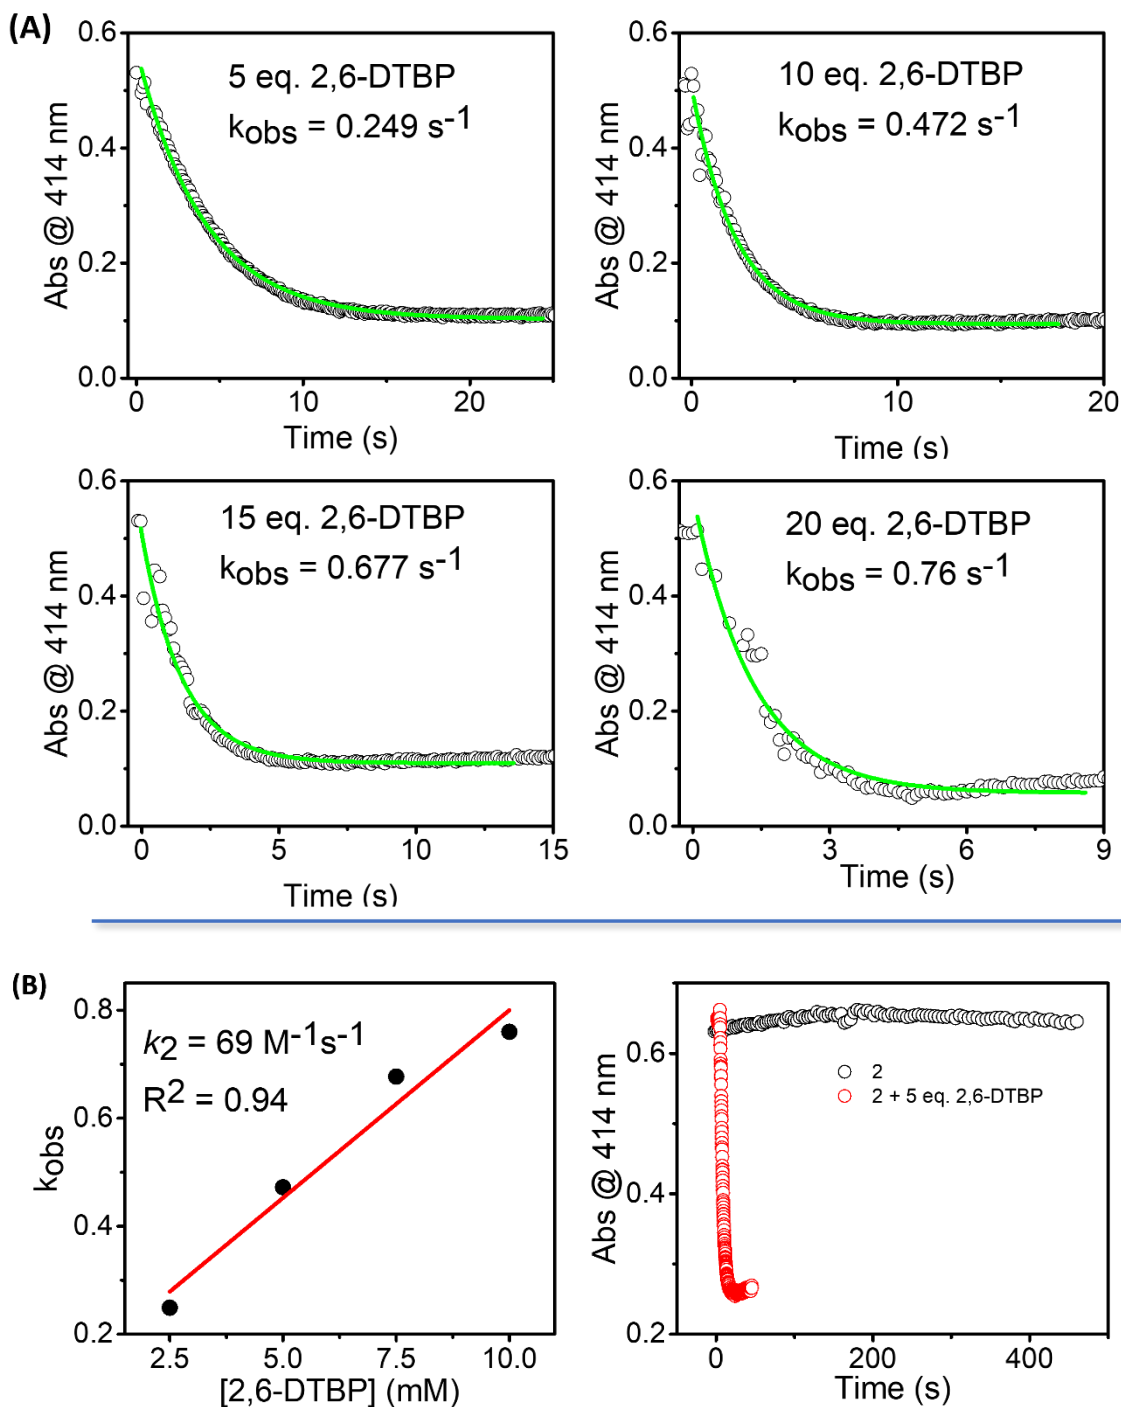 (A)
0.6
0.4
0.2
0.0
Abs @ 414 nm
5 eq. 2,6-DTBP
kobs = 0.249 s-1
0
10
20
Time (s)
0.6
0.4
0.2
0.0
Abs @ 414 nm
10 eq. 2,6-DTBP
kobs = 0.472 s-1
0
10
20
Time (s)
0.6
0.4
0.2
0.0
Abs @ 414 nm
15 eq. 2,6-DTBP
kobs = 0.677 s-1
0
5
10
15
Time (s)
0.6
0.4
0.2
0.0
Abs @ 414 nm
20 eq. 2,6-DTBP
kobs = 0.76 s-1
0
3
6
9
Time (s)
(B)
0.8
0.6
0.4
0.2
kobs
k2 = 69 M-1s-1
R2 = 0.94
2.5
5.0
7.5
10.0
[2,6-DTBP] (mM)
0.6
0.4
0.2
Abs @ 414 nm
2
2 + 5 eq. 2,6-DTBP
0
200
400
Time (s)